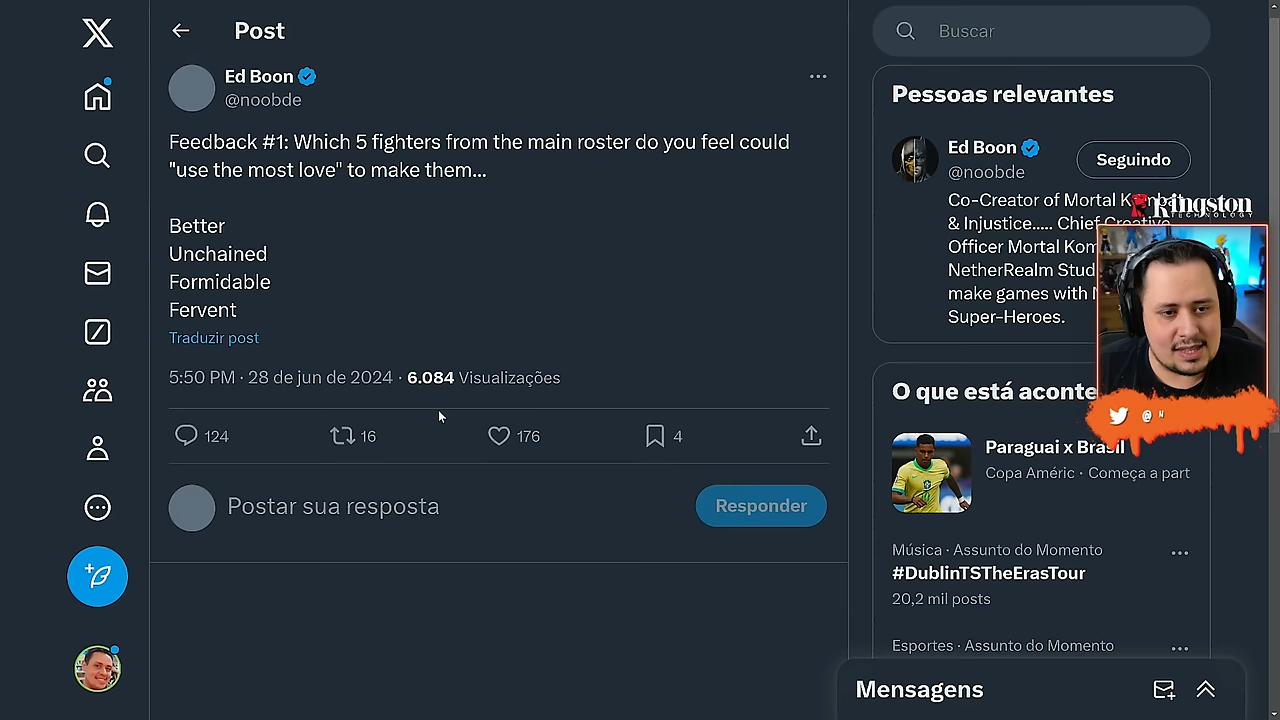 Post
Ed Boon
@noobde
Feedback #1: Which 5 fighters from the main roster do you feel could
"use the most love" to make them...
Better
Unchained
Formidable
Fervent
Traduzir post
5:50 PM · 28 de jun de 2024 · 6.084 Visualizações
124
16
176
4
Postar sua resposta
Responder
Buscar
Pessoas relevantes
Ed Boon
@noobde
Seguindo
Co-Creator of Mortal
& Injustice..... Chief Creative
Officer Mortal
NetherRealm
make games with
Super-Heroes.
Kingston
TECHNOLOGY
@ N
O que está
Paraguai x Brasil
Copa Améric · Começa a part
Música · Assunto do Momento
#DublinTSTheErasTour
20,2 mil posts
Esportes · Assunto do Momento
Mensagens